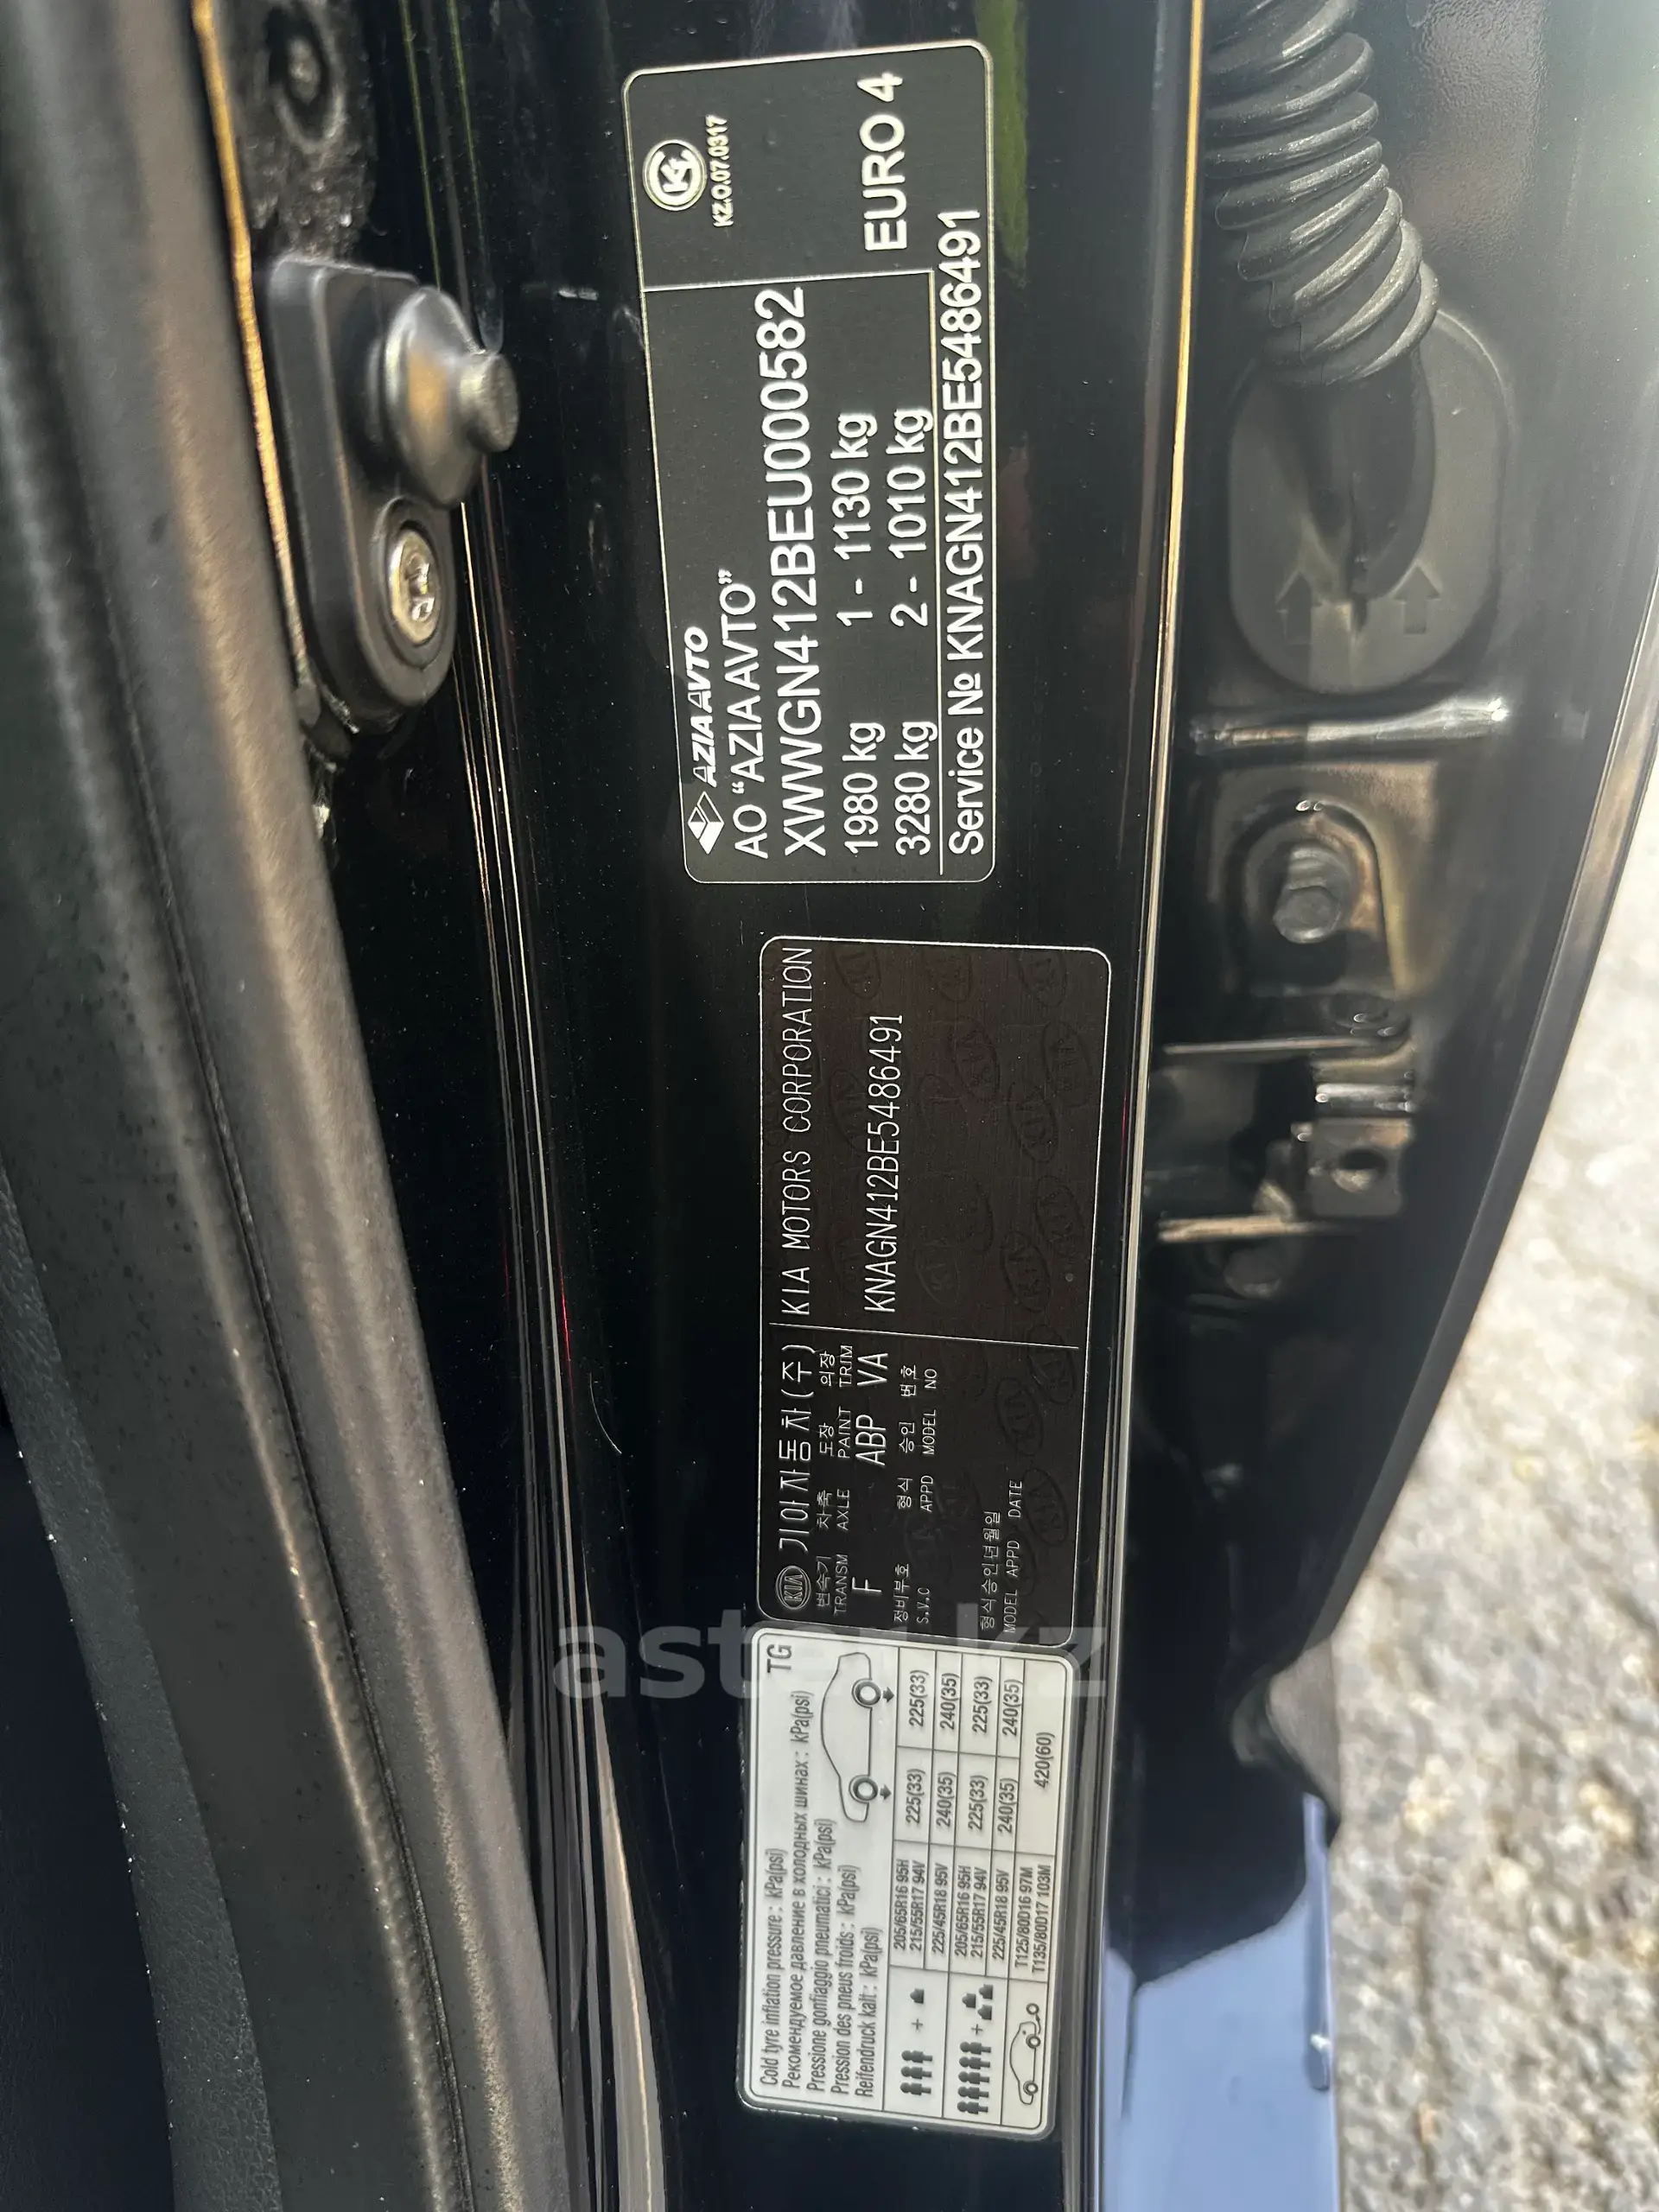 AZIA AVTO
АО “AZIA AVTO”
XWWGN412BEU000582
1980 kg 1 - 1130 kg
3280 kg 2 - 1010 kg
Service № KNAGN412BE5486491
KZ.O.07.0317
EURO 4
KIA 기아자동차(주) KIA MOTORS CORPORATION
변속기 차축 도장 의장
TRANSM AXLE PAINT TRIM
F ABP VA
KNAGN412BE5486491
정비부호 형식 승인 번호
S.V.C APPD MODEL NO
형식승인년월일
MODEL APPD DATE
Cold tyre inflation pressure : kPa(psi) TG
Рекомендуемое давление в холодных шинах : kPa(psi)
Pressione gonfiaggio pneumatici : kPa(psi)
Pression des pneus froids : kPa(psi)
Reifendruck kalt : kPa(psi)
205/65R16 95H
215/55R17 94V 225(33) 225(33)
225/45R18 95V 240(35) 240(35)
205/65R16 95H
215/55R17 94V 225(33) 225(33)
225/45R18 95V 240(35) 240(35)
T125/80D16 97M
T135/80D17 103M 420(60)
aster.kz